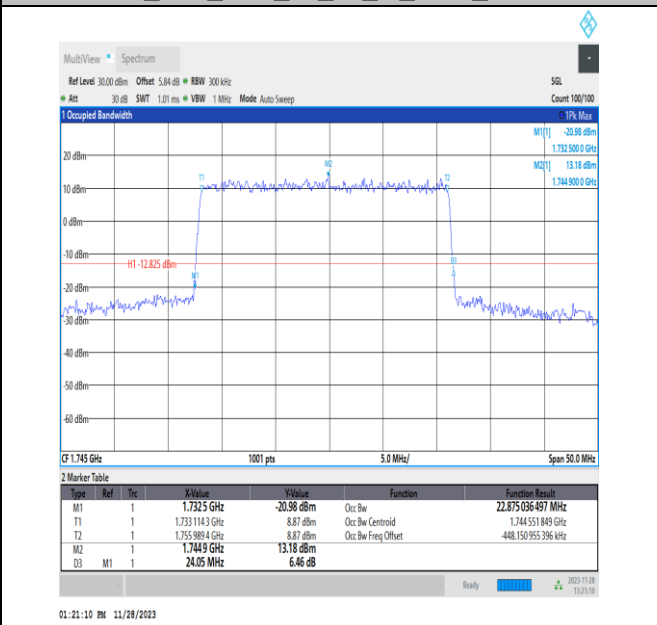 MultiView Spectrum
Ref Level 30.00 dBm Offset 5.84 dB RBW 300 kHz SGL
Att 30 dB SWT 1.01 ms VBW 1 MHz Mode Auto Sweep Count 100/100
1 Occupied Bandwidth 1Pk Max
M1[1] -20.98 dBm
1.732 500 0 GHz
20 dBm
M2[1] 13.18 dBm
1.744 900 0 GHz
M2
T1 T2
10 dBm
0 dBm
-10 dBm
D3
H1 -12.825 dBm
M1
-20 dBm
-30 dBm
-40 dBm
-50 dBm
-60 dBm
CF 1.745 GHz 1001 pts 5.0 MHz/ Span 50.0 MHz
2 Marker Table
Type Ref Trc X-Value Y-Value Function Function Result
M1 1 1.732 5 GHz -20.98 dBm Occ Bw 22.875 036 497 MHz
T1 1 1.733 114 3 GHz 8.87 dBm Occ Bw Centroid 1.744 551 849 GHz
T2 1 1.755 989 4 GHz 8.87 dBm Occ Bw Freq Offset -448.150 955 396 kHz
M2 1 1.744 9 GHz 13.18 dBm
D3 M1 1 24.05 MHz 6.46 dB
Ready 2023-11-28
13:21:10
01:21:10 PM 11/28/2023